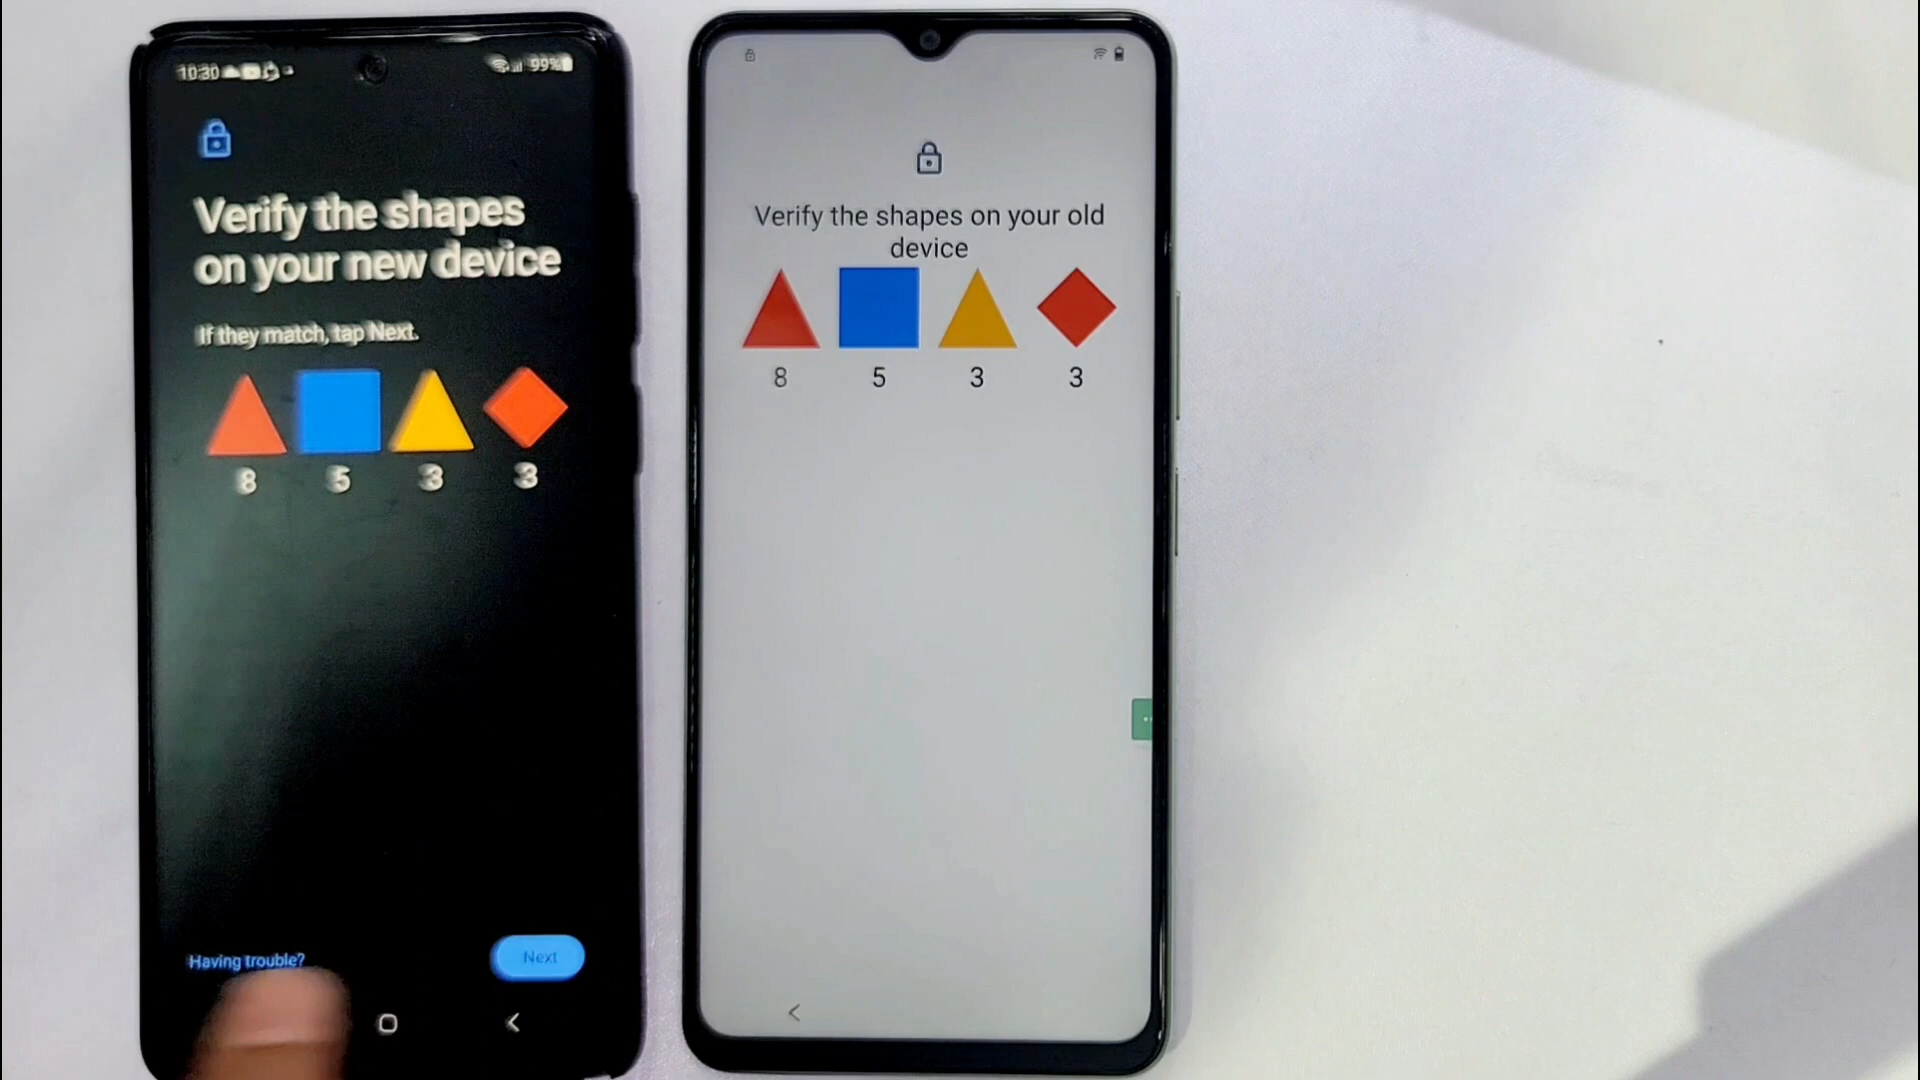 10:30
99%
Verify the shapes
on your new device
If they match, tap Next.
8 5 3 3
Having trouble?
Next
Verify the shapes on your old
device
8 5 3 3